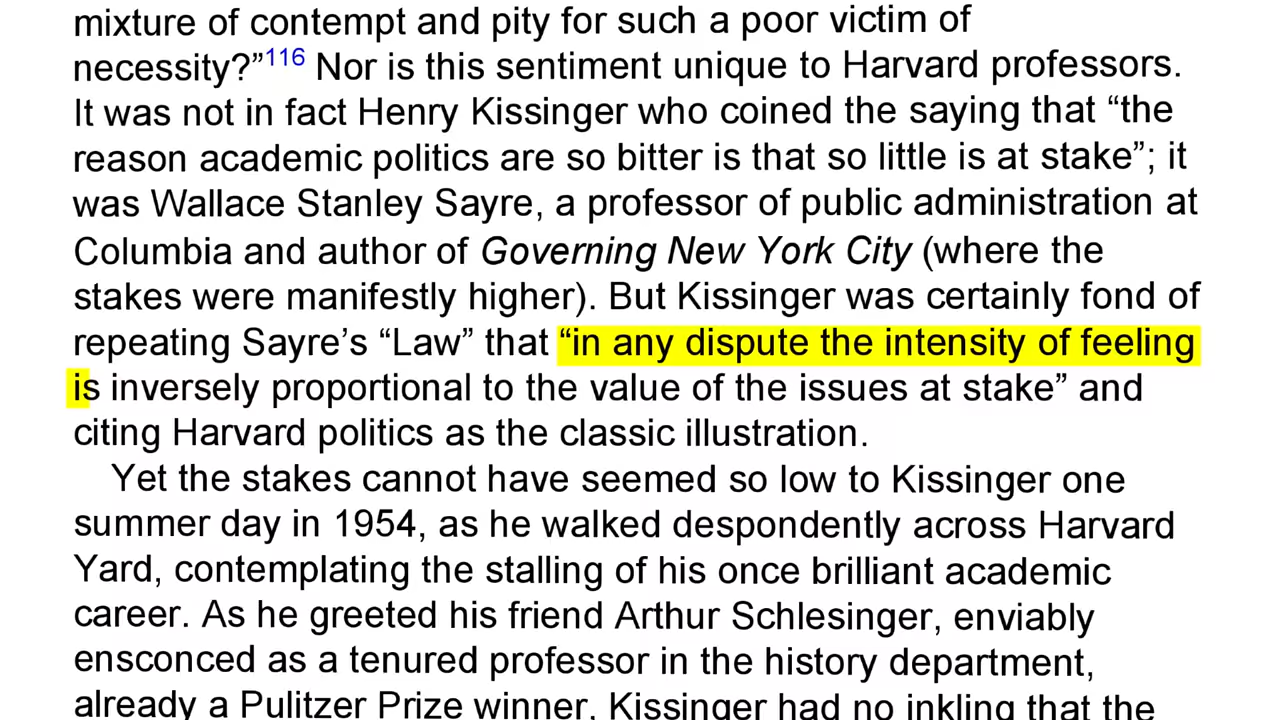 mixture of contempt and pity for such a poor victim of
necessity?”116 Nor is this sentiment unique to Harvard professors.
It was not in fact Henry Kissinger who coined the saying that “the
reason academic politics are so bitter is that so little is at stake”; it
was Wallace Stanley Sayre, a professor of public administration at
Columbia and author of Governing New York City (where the
stakes were manifestly higher). But Kissinger was certainly fond of
repeating Sayre’s “Law” that “in any dispute the intensity of feeling
is inversely proportional to the value of the issues at stake” and
citing Harvard politics as the classic illustration.
Yet the stakes cannot have seemed so low to Kissinger one
summer day in 1954, as he walked despondently across Harvard
Yard, contemplating the stalling of his once brilliant academic
career. As he greeted his friend Arthur Schlesinger, enviably
ensconced as a tenured professor in the history department,
already a Pulitzer Prize winner, Kissinger had no inkling that the